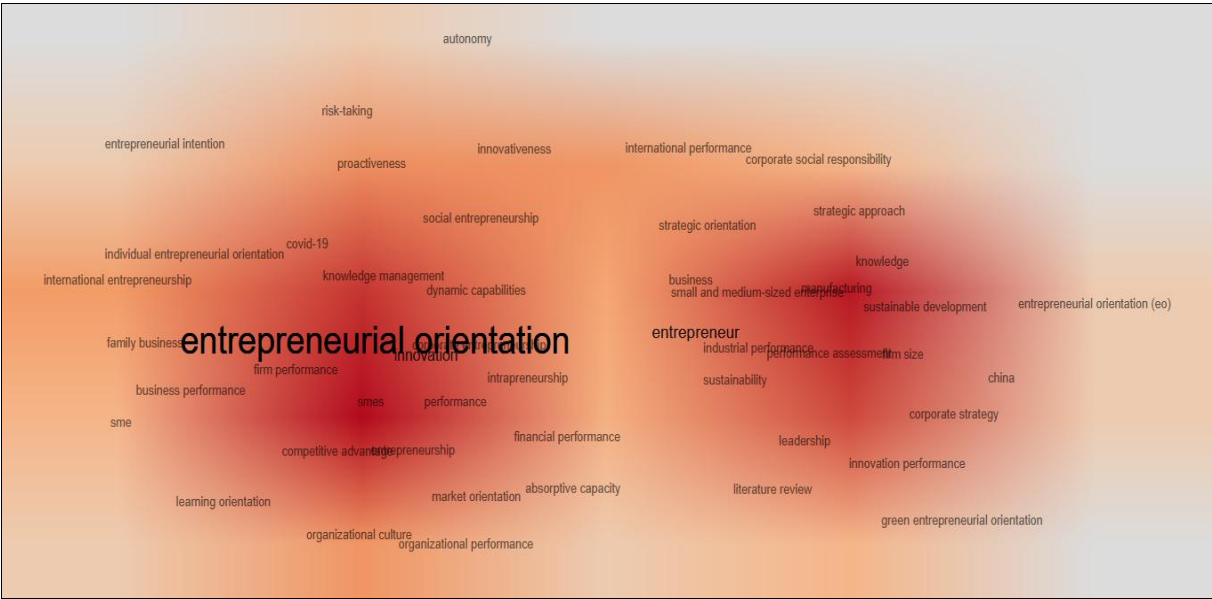 autonomy
risk-taking
entrepreneurial intention
innovativeness
international performance
proactiveness
corporate social responsibility
strategic approach
social entrepreneurship
strategic orientation
covid-19
individual entrepreneurial orientation
knowledge
knowledge management
international entrepreneurship
business
dynamic capabilities
manufacturing
small and medium-sized enterprise
sustainable development
entrepreneurial orientation (eo)
entrepreneur
entrepreneurial orientation
family business
corporate entrepreneurship
industrial performance
innovation
performance assessment
firm size
firm performance
intrapreneurship
sustainability
china
business performance
smes
performance
corporate strategy
sme
financial performance
leadership
competitive advantage
entrepreneurship
innovation performance
absorptive capacity
literature review
market orientation
learning orientation
green entrepreneurial orientation
organizational culture
organizational performance